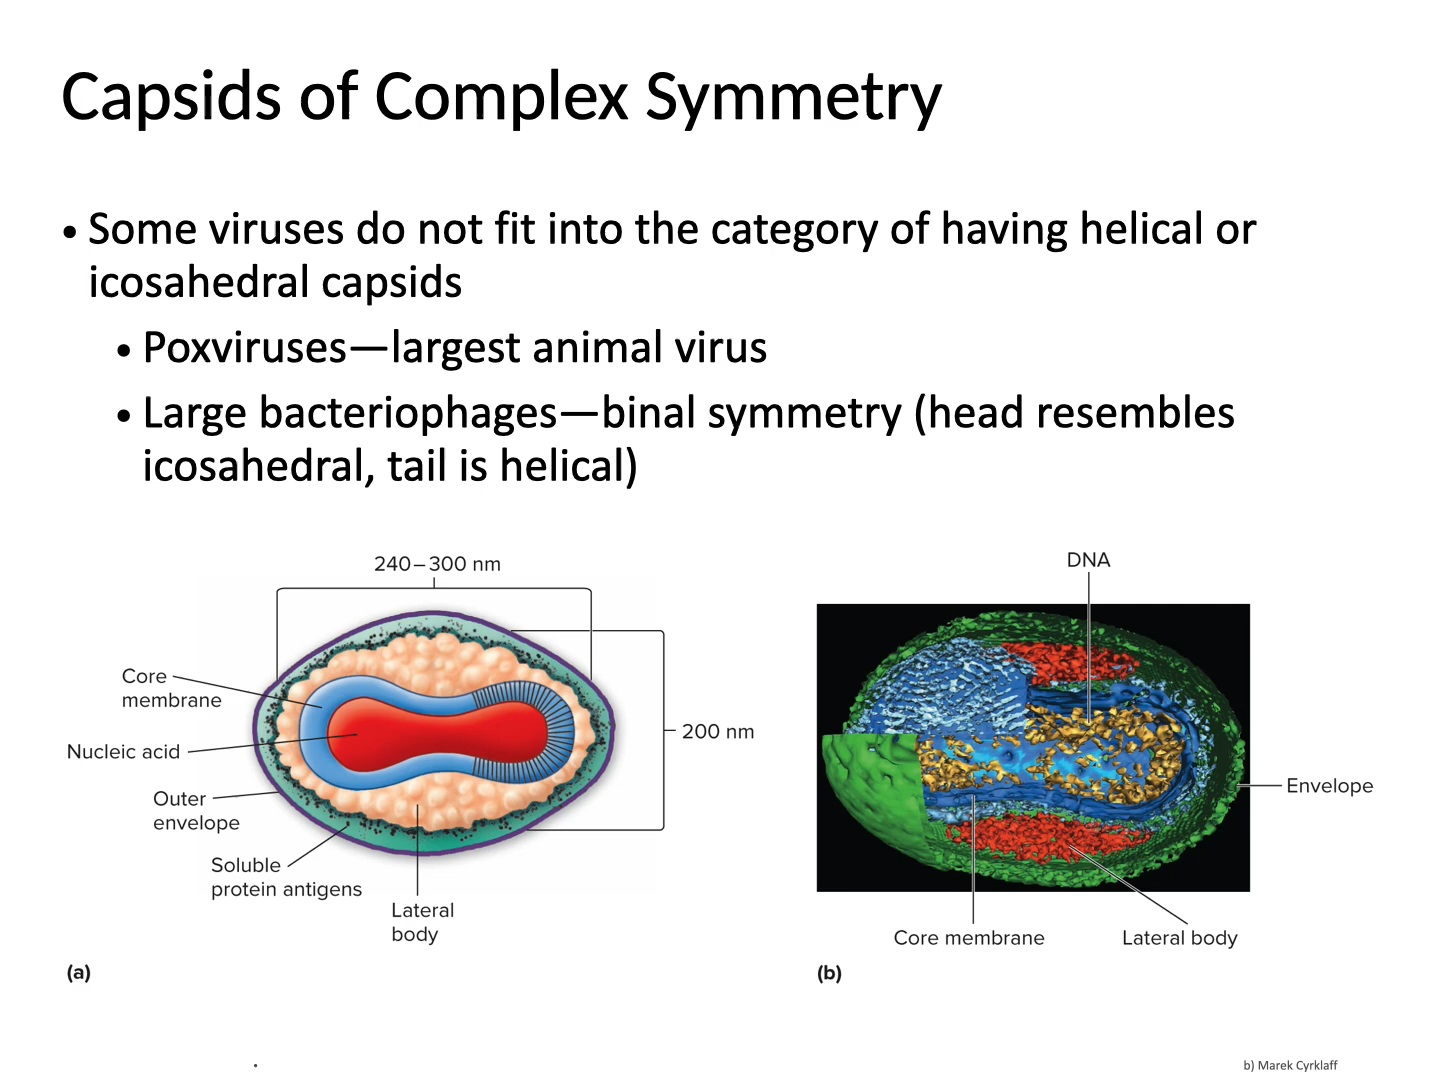 Capsids of Complex Symmetry
• Some viruses do not fit into the category of having helical or
icosahedral capsids
• Poxviruses—largest animal virus
• Large bacteriophages—binal symmetry (head resembles
icosahedral, tail is helical)
240–300 nm
Core
membrane
Nucleic acid
Outer
envelope
Soluble
protein antigens
Lateral
body
200 nm
(a)
DNA
Envelope
Core membrane
Lateral body
(b)
.
b) Marek Cyrklaff